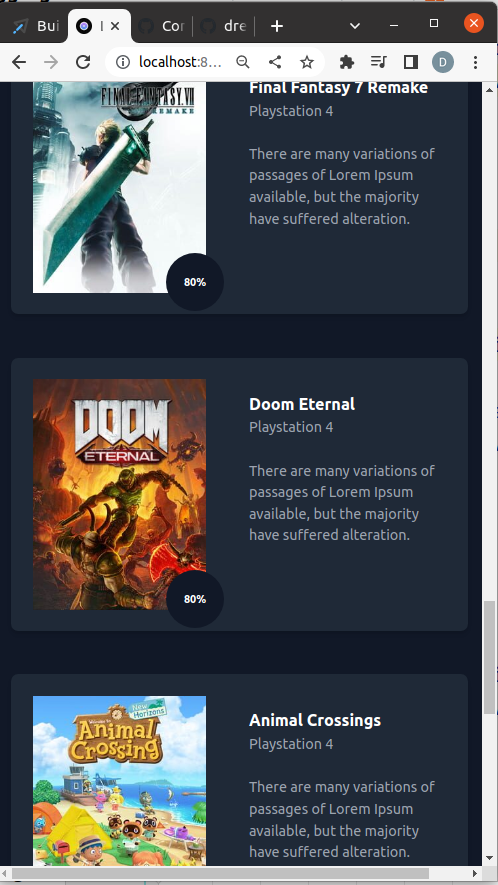 Bui
I
Cor
dre
localhost:8…
D
Final Fantasy 7 Remake
Playstation 4
There are many variations of
passages of Lorem Ipsum
available, but the majority
have suffered alteration.
FINAL FANTASY VII
REMAKE
80%
DOOM
ETERNAL
Doom Eternal
Playstation 4
There are many variations of
passages of Lorem Ipsum
available, but the majority
have suffered alteration.
80%
New
Horizons
Welcome to
Animal
Crossing
Animal Crossings
Playstation 4
There are many variations of
passages of Lorem Ipsum
available, but the majority
have suffered alteration.